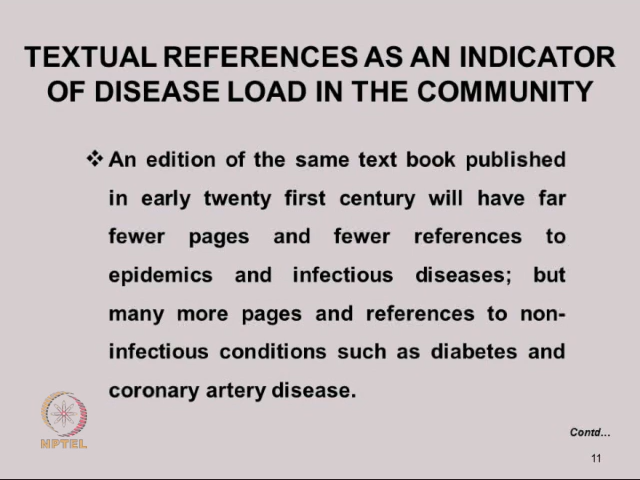 TEXTUAL REFERENCES AS AN INDICATOR
OF DISEASE LOAD IN THE COMMUNITY
❖ An edition of the same text book published
in early twenty first century will have far
fewer pages and fewer references to
epidemics and infectious diseases; but
many more pages and references to non-
infectious conditions such as diabetes and
coronary artery disease.
NPTEL
Contd...
11